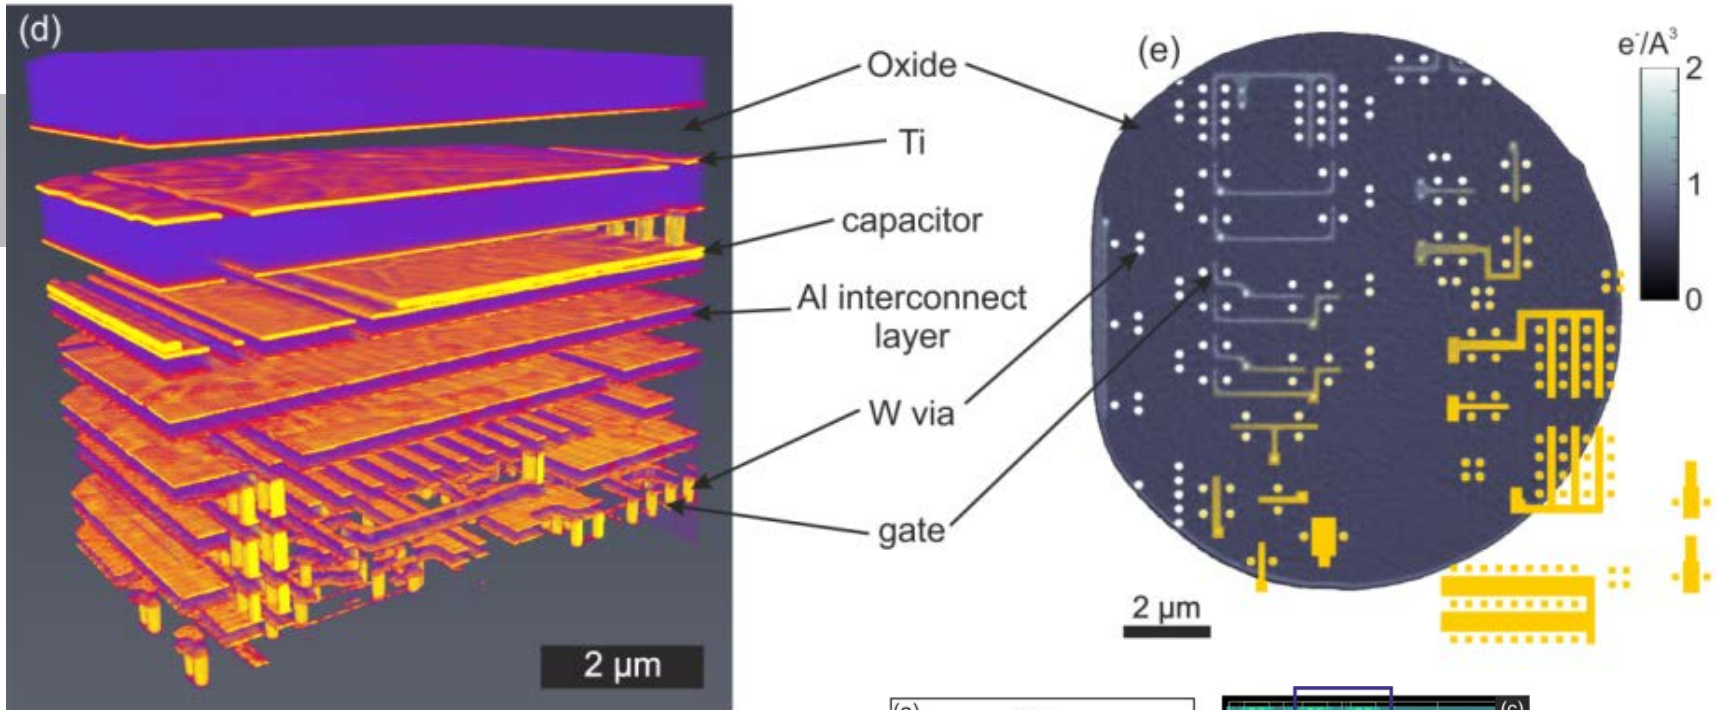 (d)
Oxide
Ti
capacitor
Al interconnect
layer
W via
gate
2 µm
(e)
e⁻/A³
2
1
0
2 µm
(c)